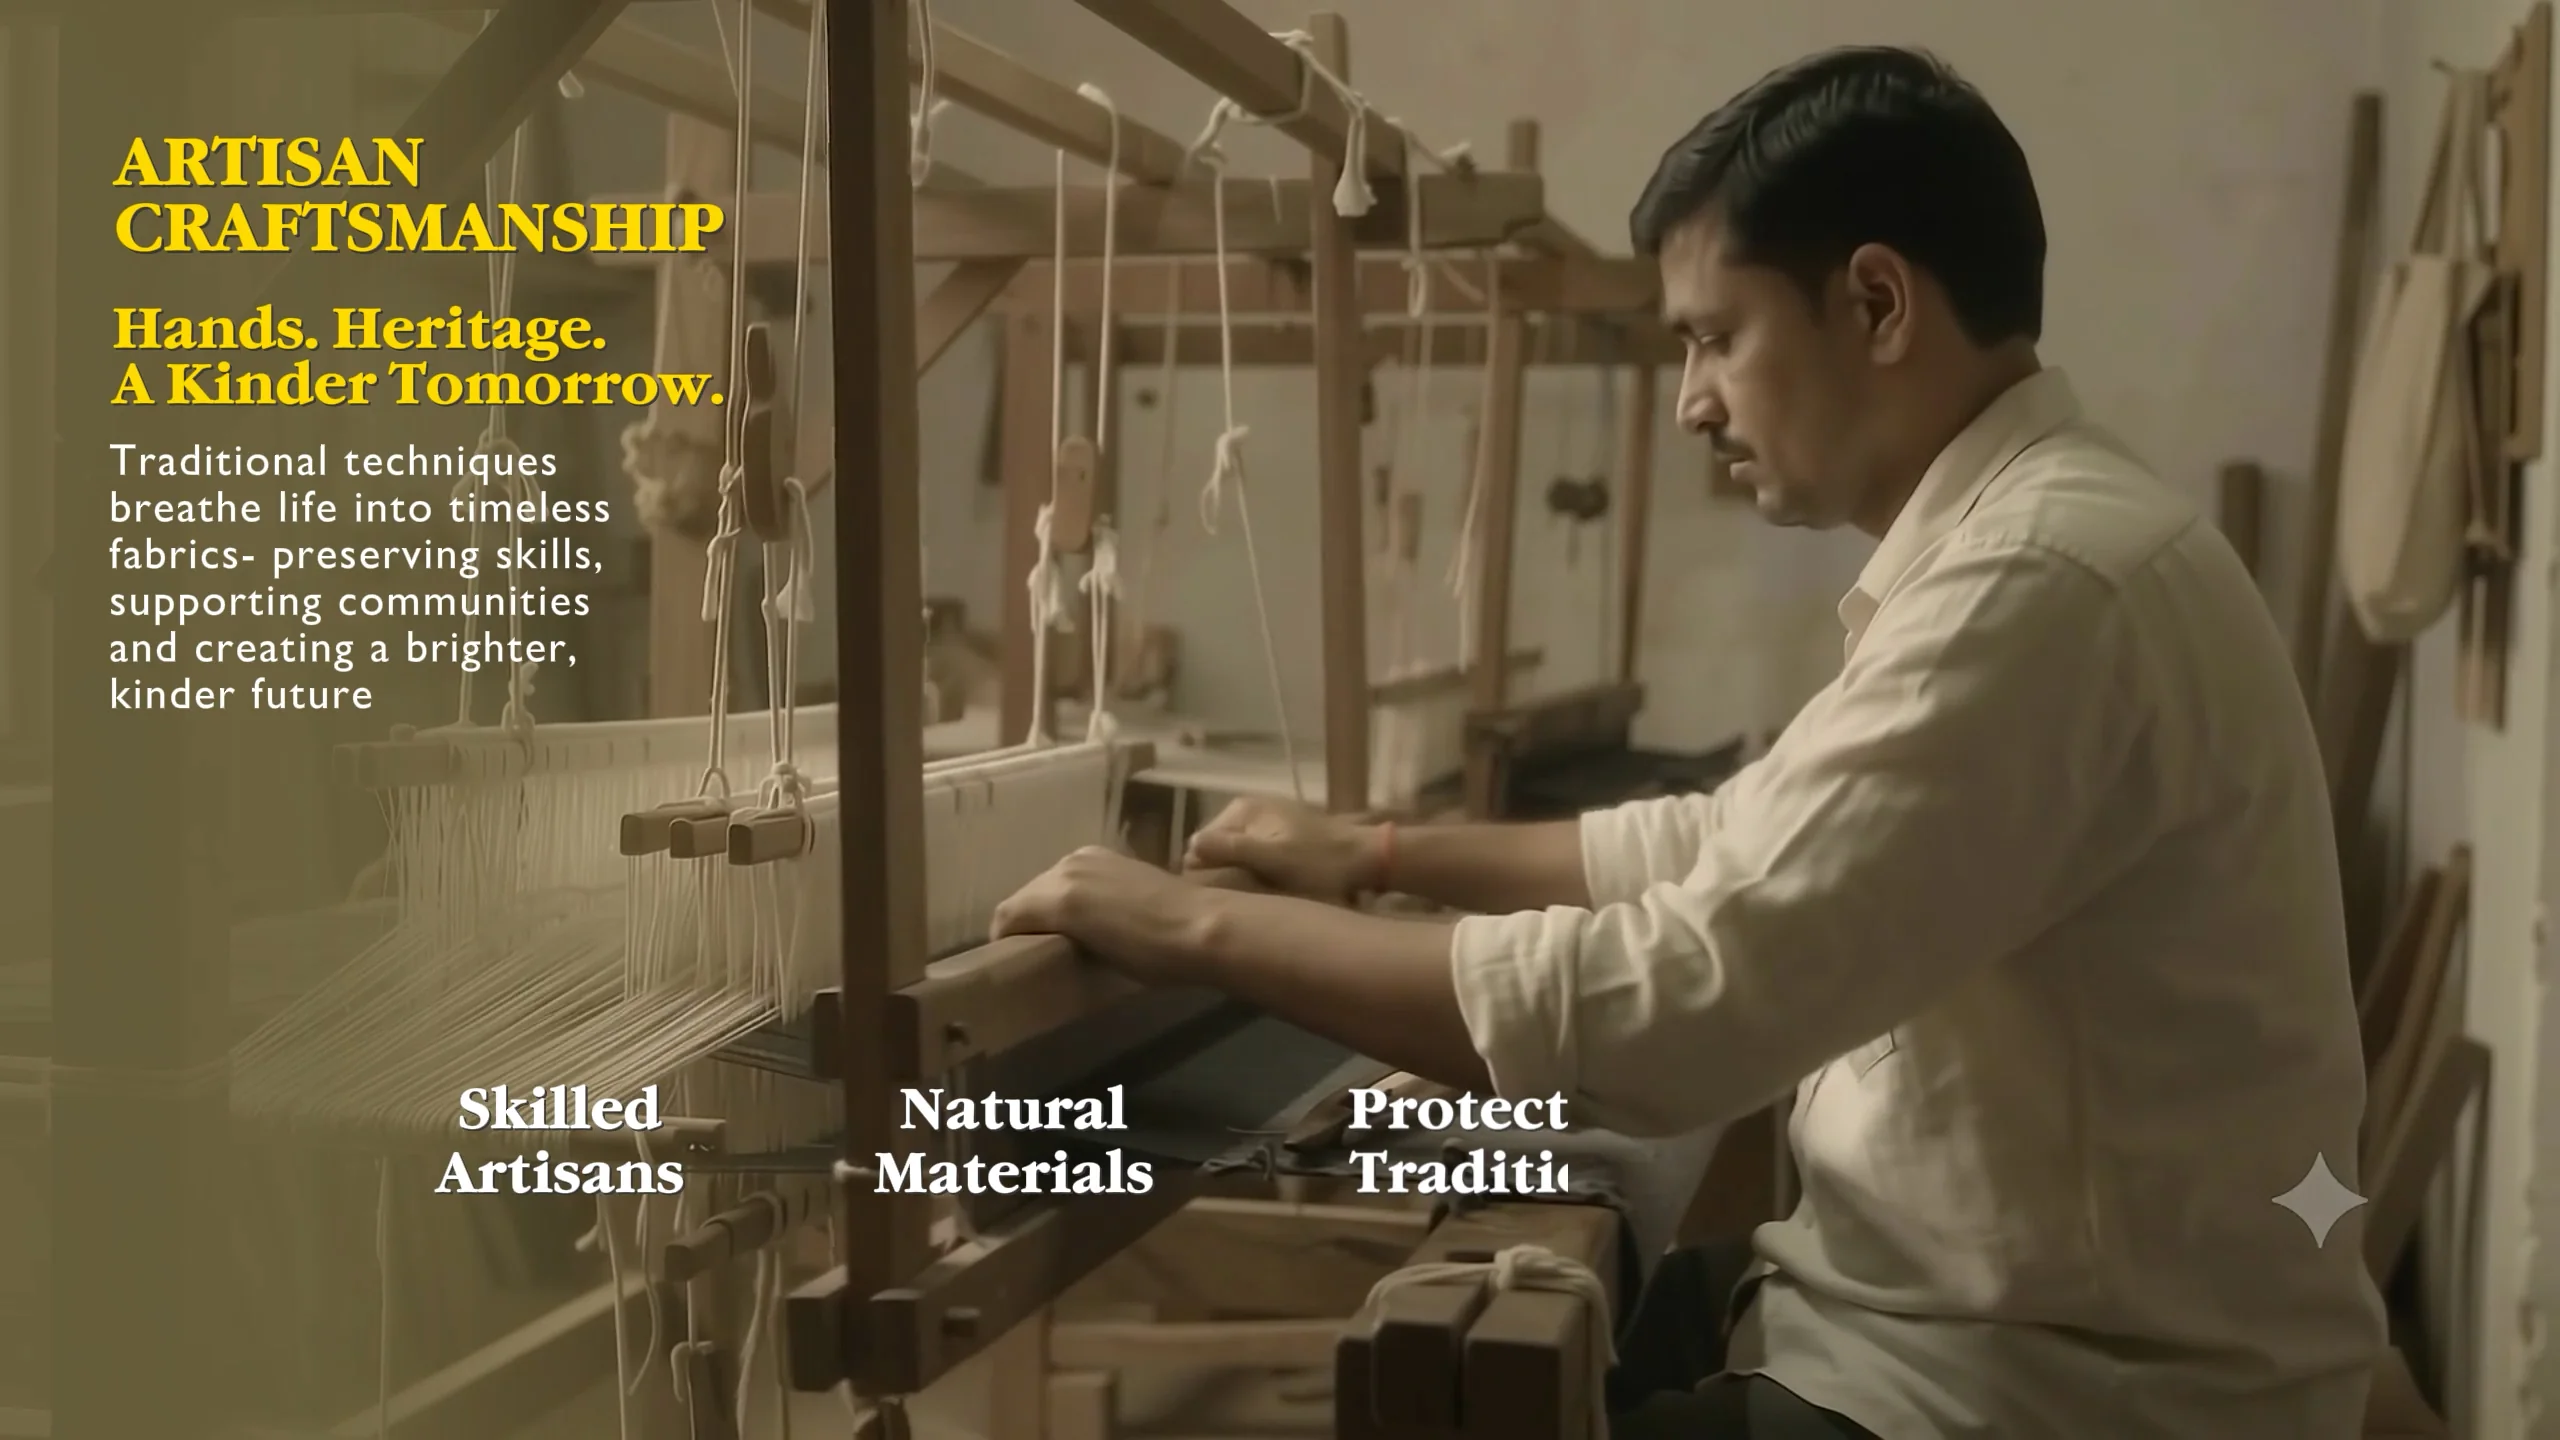 ARTISAN
CRAFTSMANSHIP
Hands. Heritage.
A Kinder Tomorrow.
Traditional techniques
breathe life into timeless
fabrics- preserving skills,
supporting communities
and creating a brighter,
kinder future
Skilled
Artisans
Natural
Materials
Protect
Traditi